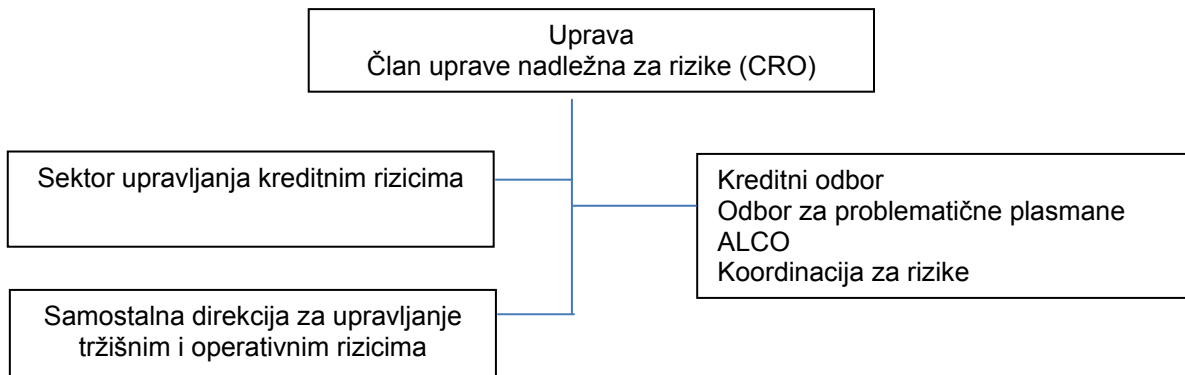 Uprava
Član uprave nadležna za rizike (CRO)
Sektor upravljanja kreditnim rizicima
Kreditni odbor
Odbor za problematične plasmane
ALCO
Koordinacija za rizike
Samostalna direkcija za upravljanje
tržišnim i operativnim rizicima